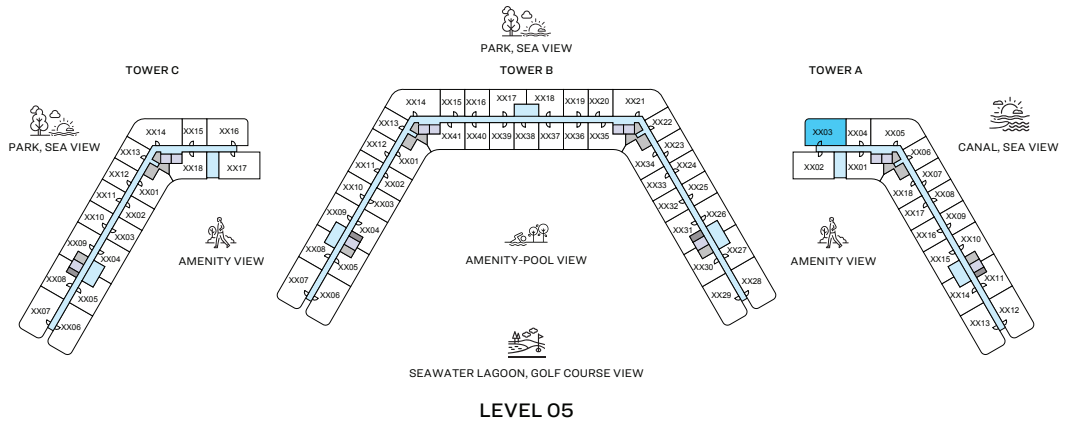 PARK, SEA VIEW
TOWER C
TOWER B
TOWER A
PARK, SEA VIEW
CANAL, SEA VIEW
XX14
XX15
XX16
XX13
XX12
XX11
XX10
XX09
XX08
XX07
XX06
XX05
XX04
XX03
XX02
XX01
XX18
XX17
AMENITY VIEW
XX14
XX15
XX16
XX17
XX18
XX19
XX20
XX21
XX13
XX12
XX11
XX10
XX09
XX08
XX07
XX06
XX05
XX04
XX03
XX02
XX01
XX41
XX40
XX39
XX38
XX37
XX36
XX35
XX22
XX23
XX24
XX25
XX26
XX27
XX28
XX29
XX30
XX31
XX32
XX33
XX34
AMENITY-POOL VIEW
XX03
XX04
XX05
XX02
XX01
XX06
XX07
XX08
XX09
XX10
XX11
XX12
XX13
XX14
XX15
XX16
XX17
XX18
AMENITY VIEW
SEAWATER LAGOON, GOLF COURSE VIEW
LEVEL 05